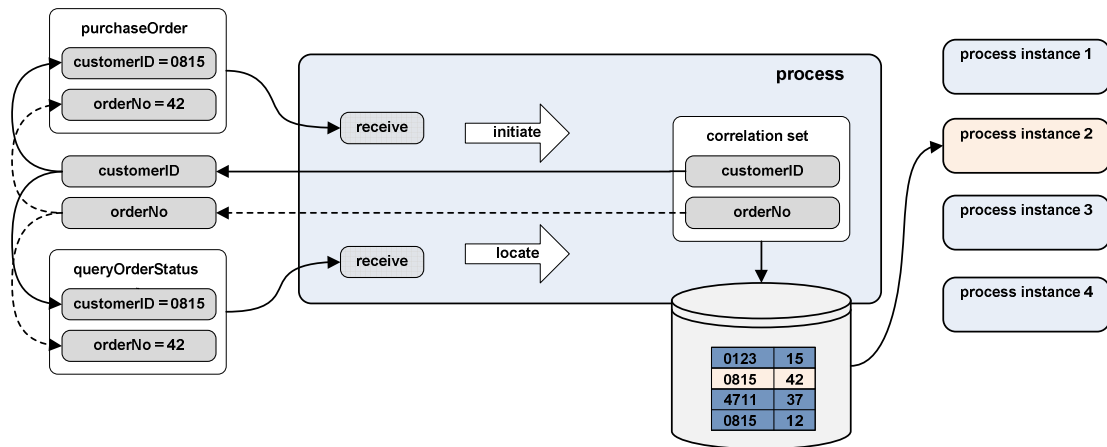 purchaseOrder
customerID = 0815
orderNo = 42
customerID
orderNo
queryOrderStatus
customerID = 0815
orderNo = 42
process
receive
initiate
receive
locate
correlation set
customerID
orderNo
0123 15
0815 42
4711 37
0815 12
process instance 1
process instance 2
process instance 3
process instance 4